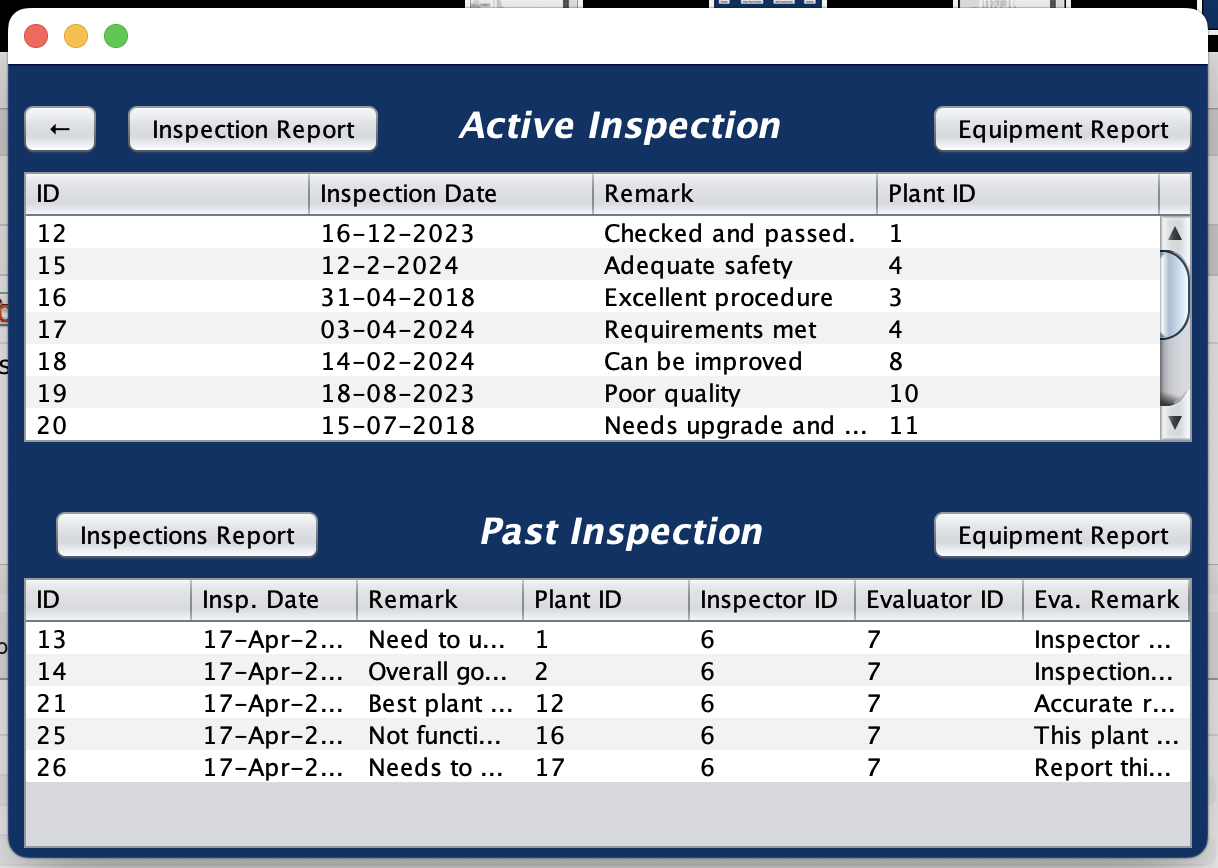 ← Inspection Report Active Inspection Equipment Report
ID Inspection Date Remark Plant ID
12 16-12-2023 Checked and passed. 1
15 12-2-2024 Adequate safety 4
16 31-04-2018 Excellent procedure 3
17 03-04-2024 Requirements met 4
18 14-02-2024 Can be improved 8
19 18-08-2023 Poor quality 10
20 15-07-2018 Needs upgrade and ... 11
Inspections Report Past Inspection Equipment Report
ID Insp. Date Remark Plant ID Inspector ID Evaluator ID Eva. Remark
13 17-Apr-2... Need to u... 1 6 7 Inspector ...
14 17-Apr-2... Overall go... 2 6 7 Inspection...
21 17-Apr-2... Best plant ... 12 6 7 Accurate r...
25 17-Apr-2... Not functi... 16 6 7 This plant ...
26 17-Apr-2... Needs to ... 17 6 7 Report thi...